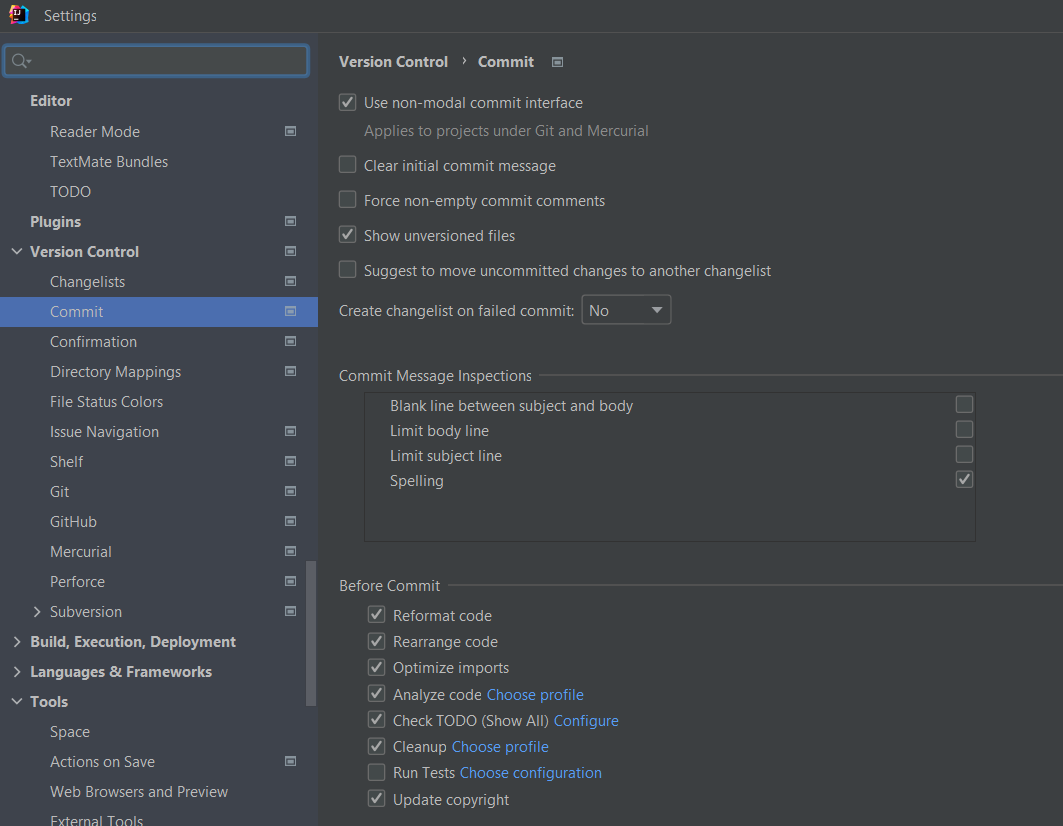 Settings
Editor
Reader Mode
TextMate Bundles
TODO
Plugins
Version Control
Changelists
Commit
Confirmation
Directory Mappings
File Status Colors
Issue Navigation
Shelf
Git
GitHub
Mercurial
Perforce
Subversion
Build, Execution, Deployment
Languages & Frameworks
Tools
Space
Actions on Save
Web Browsers and Preview
External Tools
Version Control › Commit
Use non-modal commit interface
Applies to projects under Git and Mercurial
Clear initial commit message
Force non-empty commit comments
Show unversioned files
Suggest to move uncommitted changes to another changelist
Create changelist on failed commit: No
Commit Message Inspections
Blank line between subject and body
Limit body line
Limit subject line
Spelling
Before Commit
Reformat code
Rearrange code
Optimize imports
Analyze code Choose profile
Check TODO (Show All) Configure
Cleanup Choose profile
Run Tests Choose configuration
Update copyright